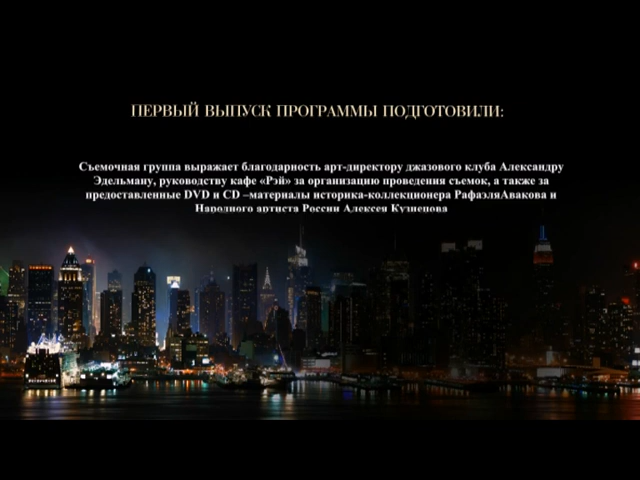 ПЕРВЫЙ ВЫПУСК ПРОГРАММЫ ПОДГОТОВИЛИ:
Съемочная группа выражает благодарность арт-директору джазового клуба Александру
Эдельману, руководству кафе «Рэй» за организацию проведения съемок, а также за
предоставленные DVD и CD –материалы историка-коллекционера РафаэляАвакова и
Народного артиста России Алексея Кузнецова